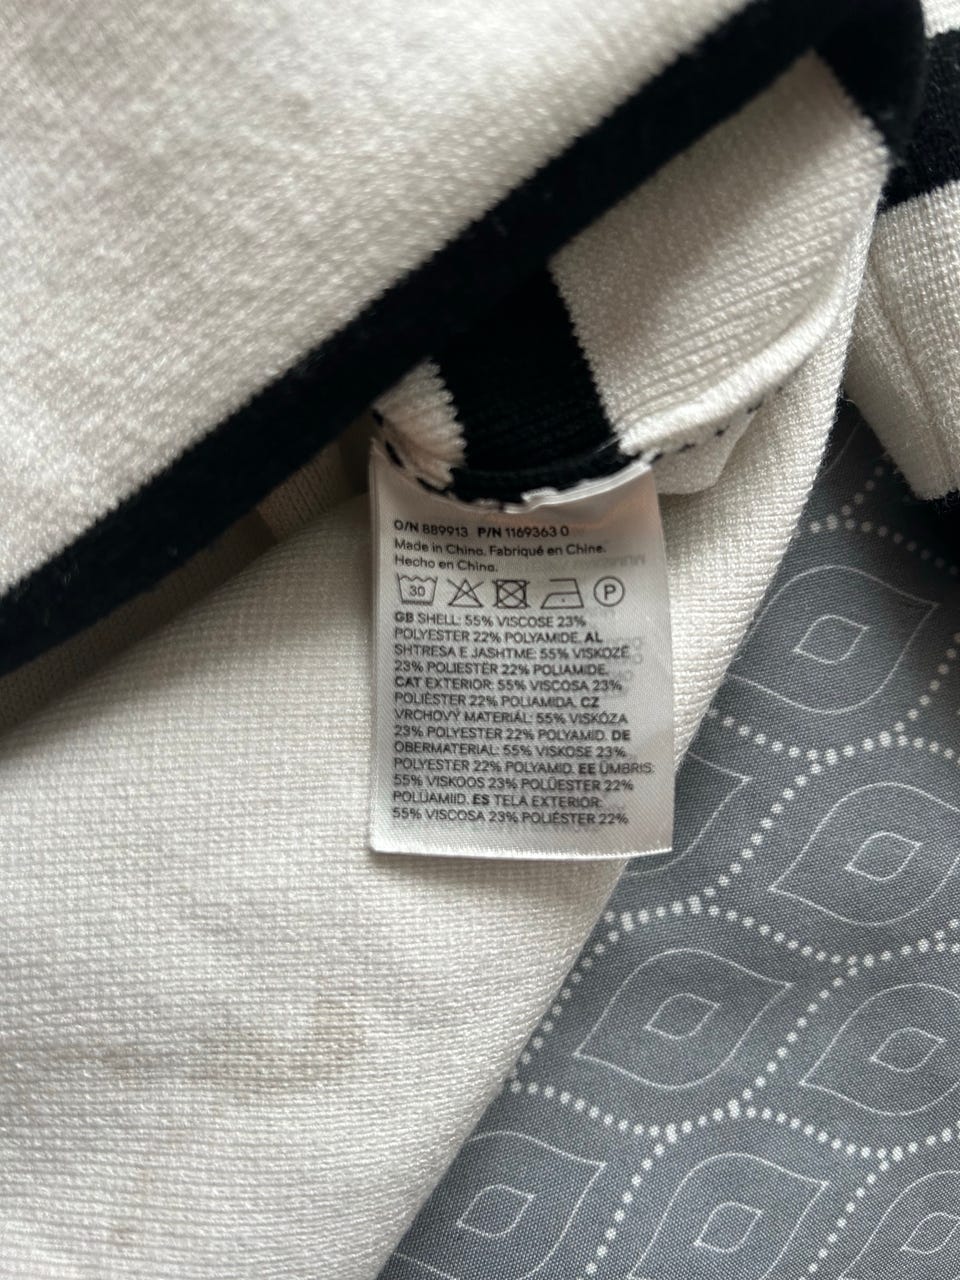 O/N 889913 P/N 1169363 0
Made in China. Fabriqué en Chine.
Hecho en China.
30 P
GB SHELL: 55% VISCOSE 23%
POLYESTER 22% POLYAMIDE. AL
SHTRESA E JASHTME: 55% VISKOZË
23% POLIESTËR 22% POLIAMIDE.
CAT EXTERIOR: 55% VISCOSA 23%
POLIÈSTER 22% POLIAMIDA. CZ
VRCHOVÝ MATERIÁL: 55% VISKÓZA
23% POLYESTER 22% POLYAMID. DE
OBERMATERIAL: 55% VISKOSE 23%
POLYESTER 22% POLYAMID. EE ÜMBRIS:
55% VISKOOS 23% POLÜESTER 22%
POLÜAMIID. ES TELA EXTERIOR:
55% VISCOSA 23% POLIÉSTER 22%